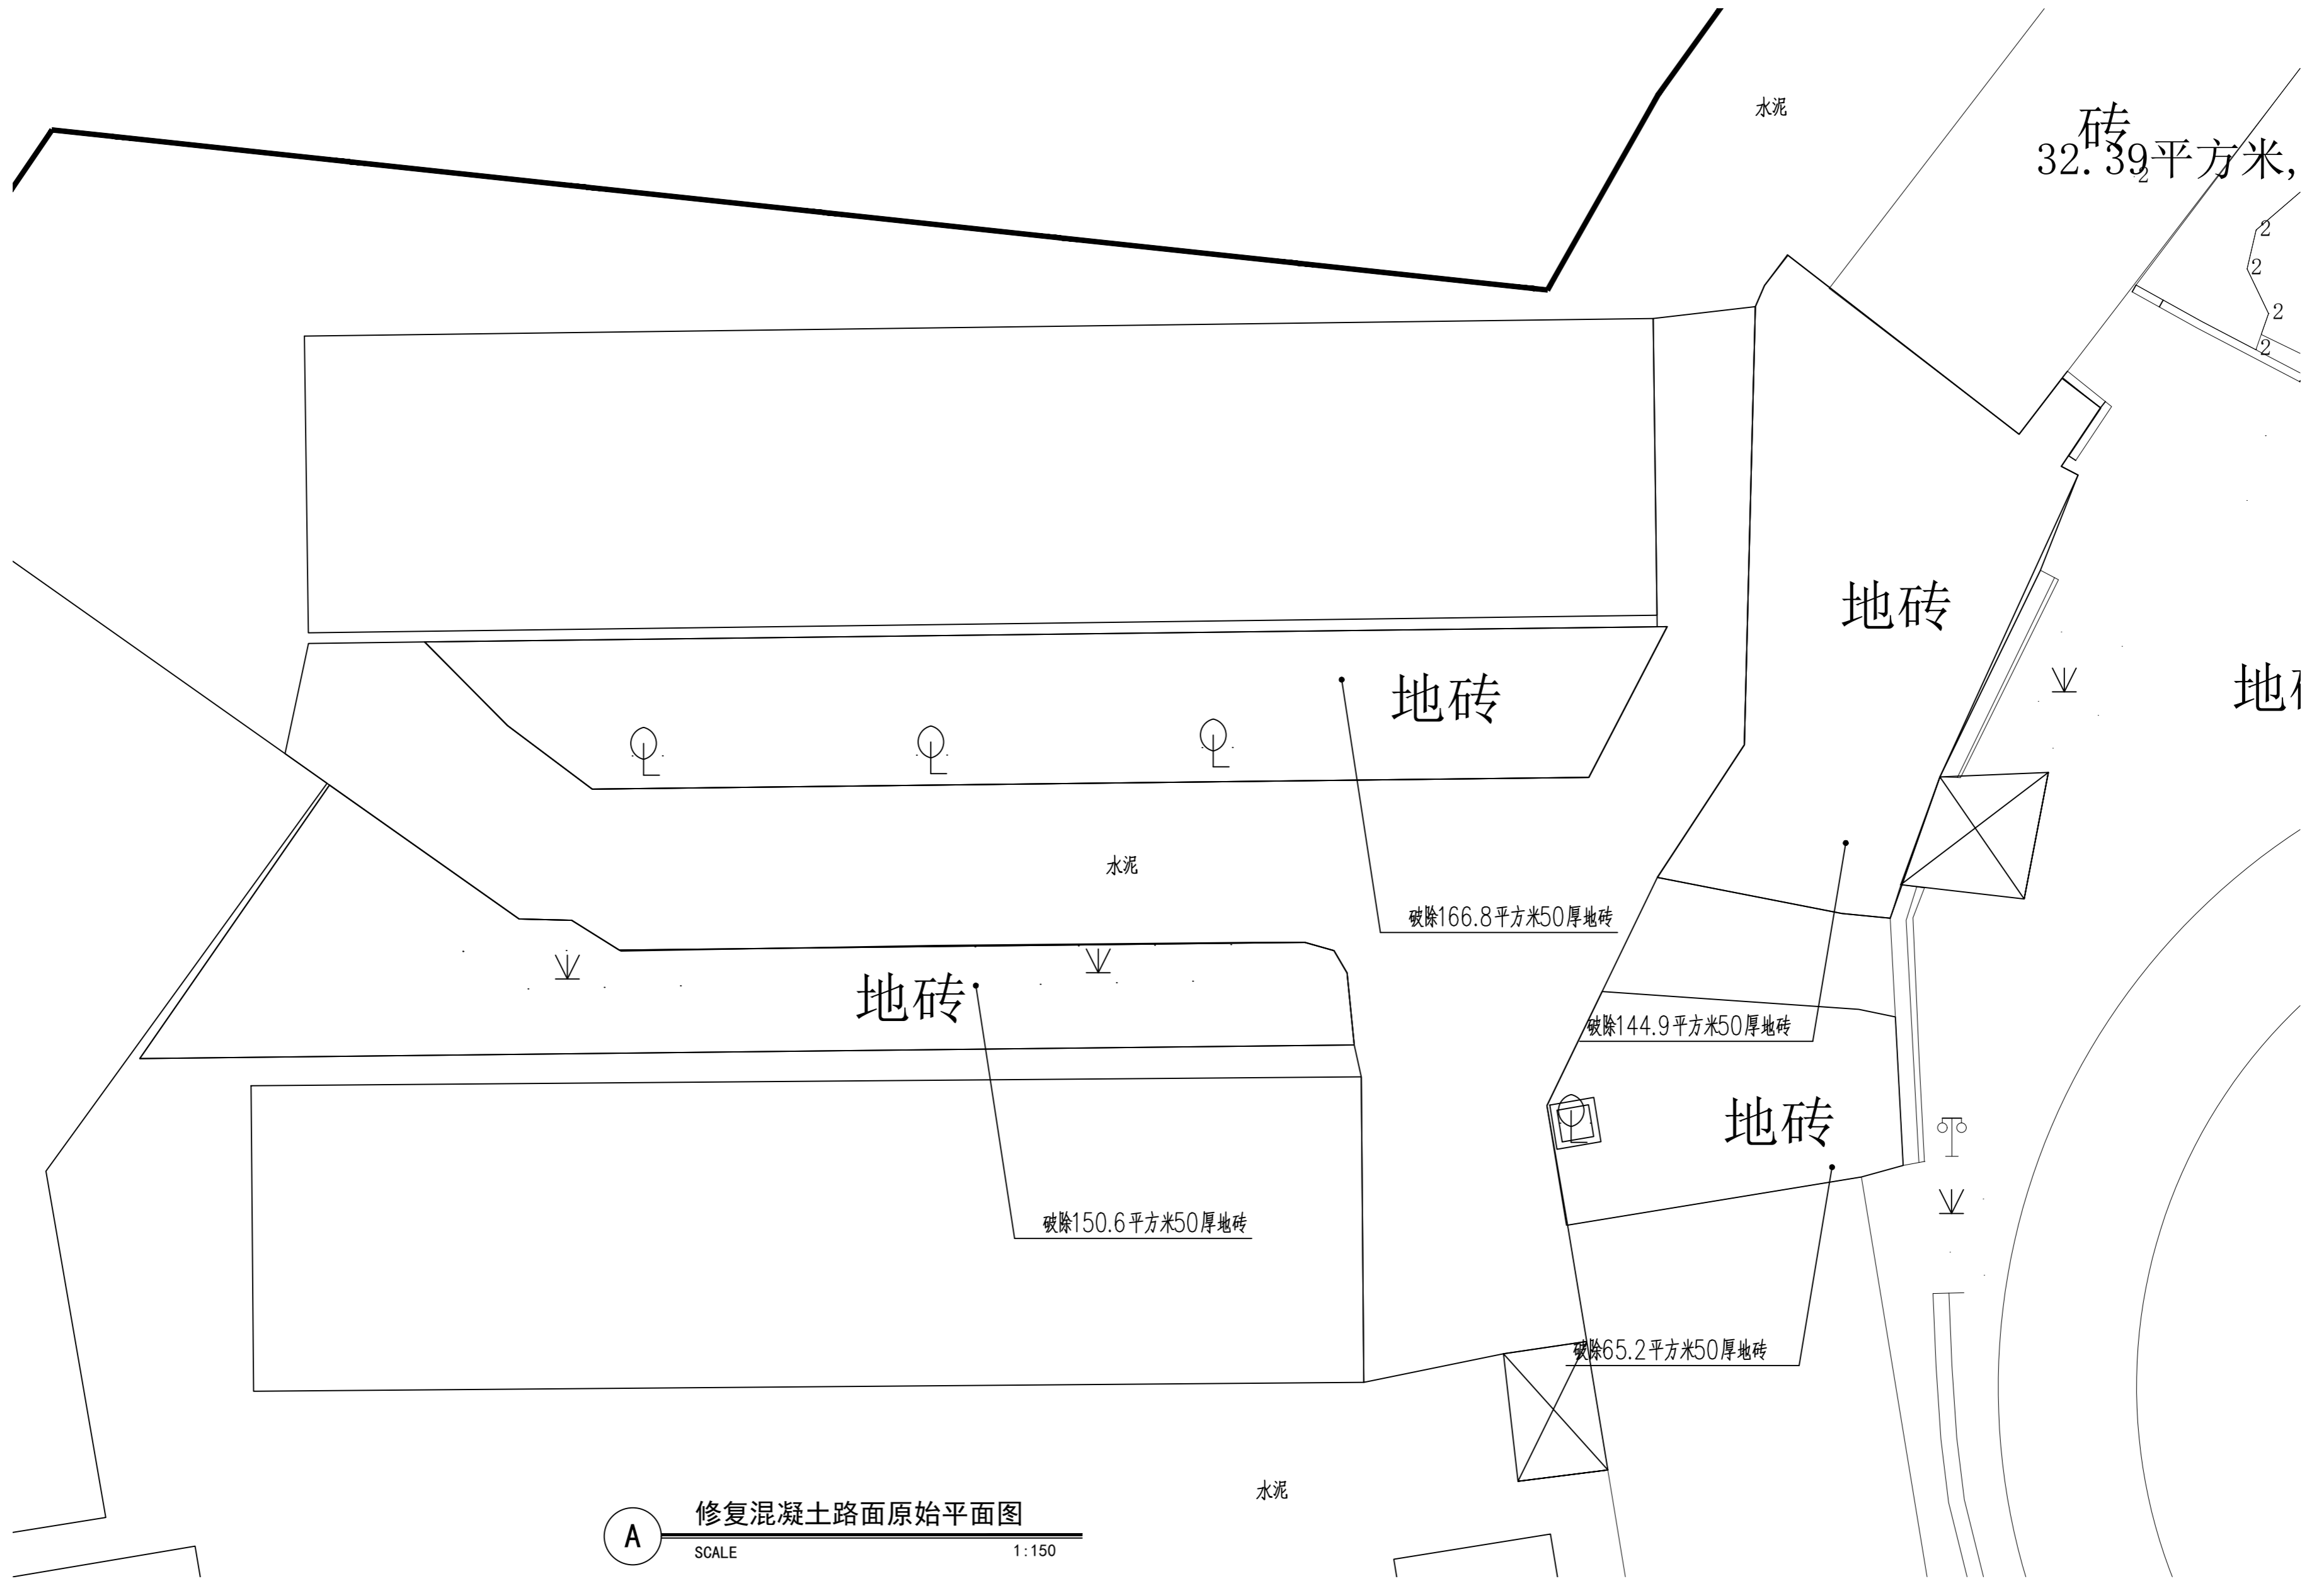 水泥
砖
32.39平方米,
2
2
2
2
2
地砖
地砖
地
水泥
破除166.8平方米50厚地砖
地砖
破除144.9平方米50厚地砖
地砖
破除150.6平方米50厚地砖
破除65.2平方米50厚地砖
水泥
A
修复混凝土路面原始平面图
SCALE
1:150